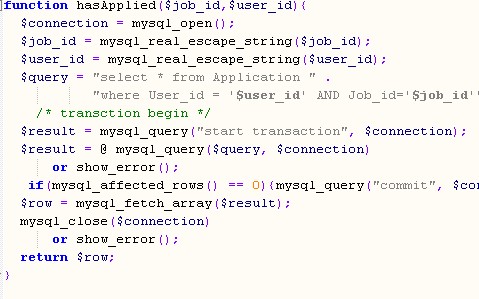 function hasApplied($job_id,$user_id){
$connection = mysql_open();
$job_id = mysql_real_escape_string($job_id);
$user_id = mysql_real_escape_string($user_id);
$query = "select * from Application " .
"where User_id = '$user_id' AND Job_id='$job_id'"
/* transction begin */
$result = mysql_query("start transaction", $connection);
$result = @ mysql_query($query, $connection)
or show_error();
if(mysql_affected_rows() == 0){mysql_query("commit", $con
$row = mysql_fetch_array($result);
mysql_close($connection)
or show_error();
return $row;
}